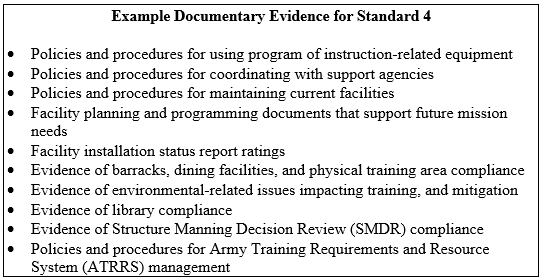 Example Documentary Evidence for Standard 4
• Policies and procedures for using program of instruction-related equipment
• Policies and procedures for coordinating with support agencies
• Policies and procedures for maintaining current facilities
• Facility planning and programming documents that support future mission
needs
• Facility installation status report ratings
• Evidence of barracks, dining facilities, and physical training area compliance
• Evidence of environmental-related issues impacting training, and mitigation
• Evidence of library compliance
• Evidence of Structure Manning Decision Review (SMDR) compliance
• Policies and procedures for Army Training Requirements and Resource
System (ATRRS) management